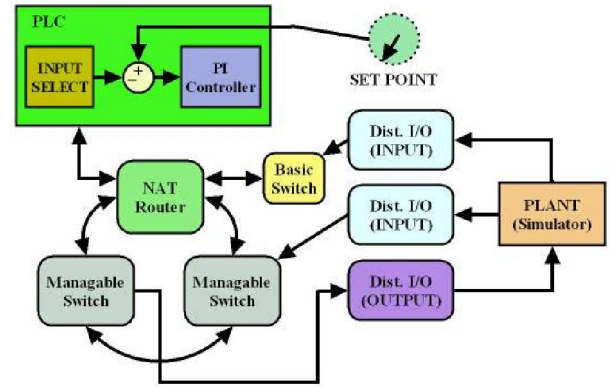 PLC
INPUT
SELECT
− +
PI
Controller
SET POINT
Dist. I/O
(INPUT)
Basic
Switch
NAT
Router
Dist. I/O
(INPUT)
PLANT
(Simulator)
Managable
Switch
Managable
Switch
Dist. I/O
(OUTPUT)